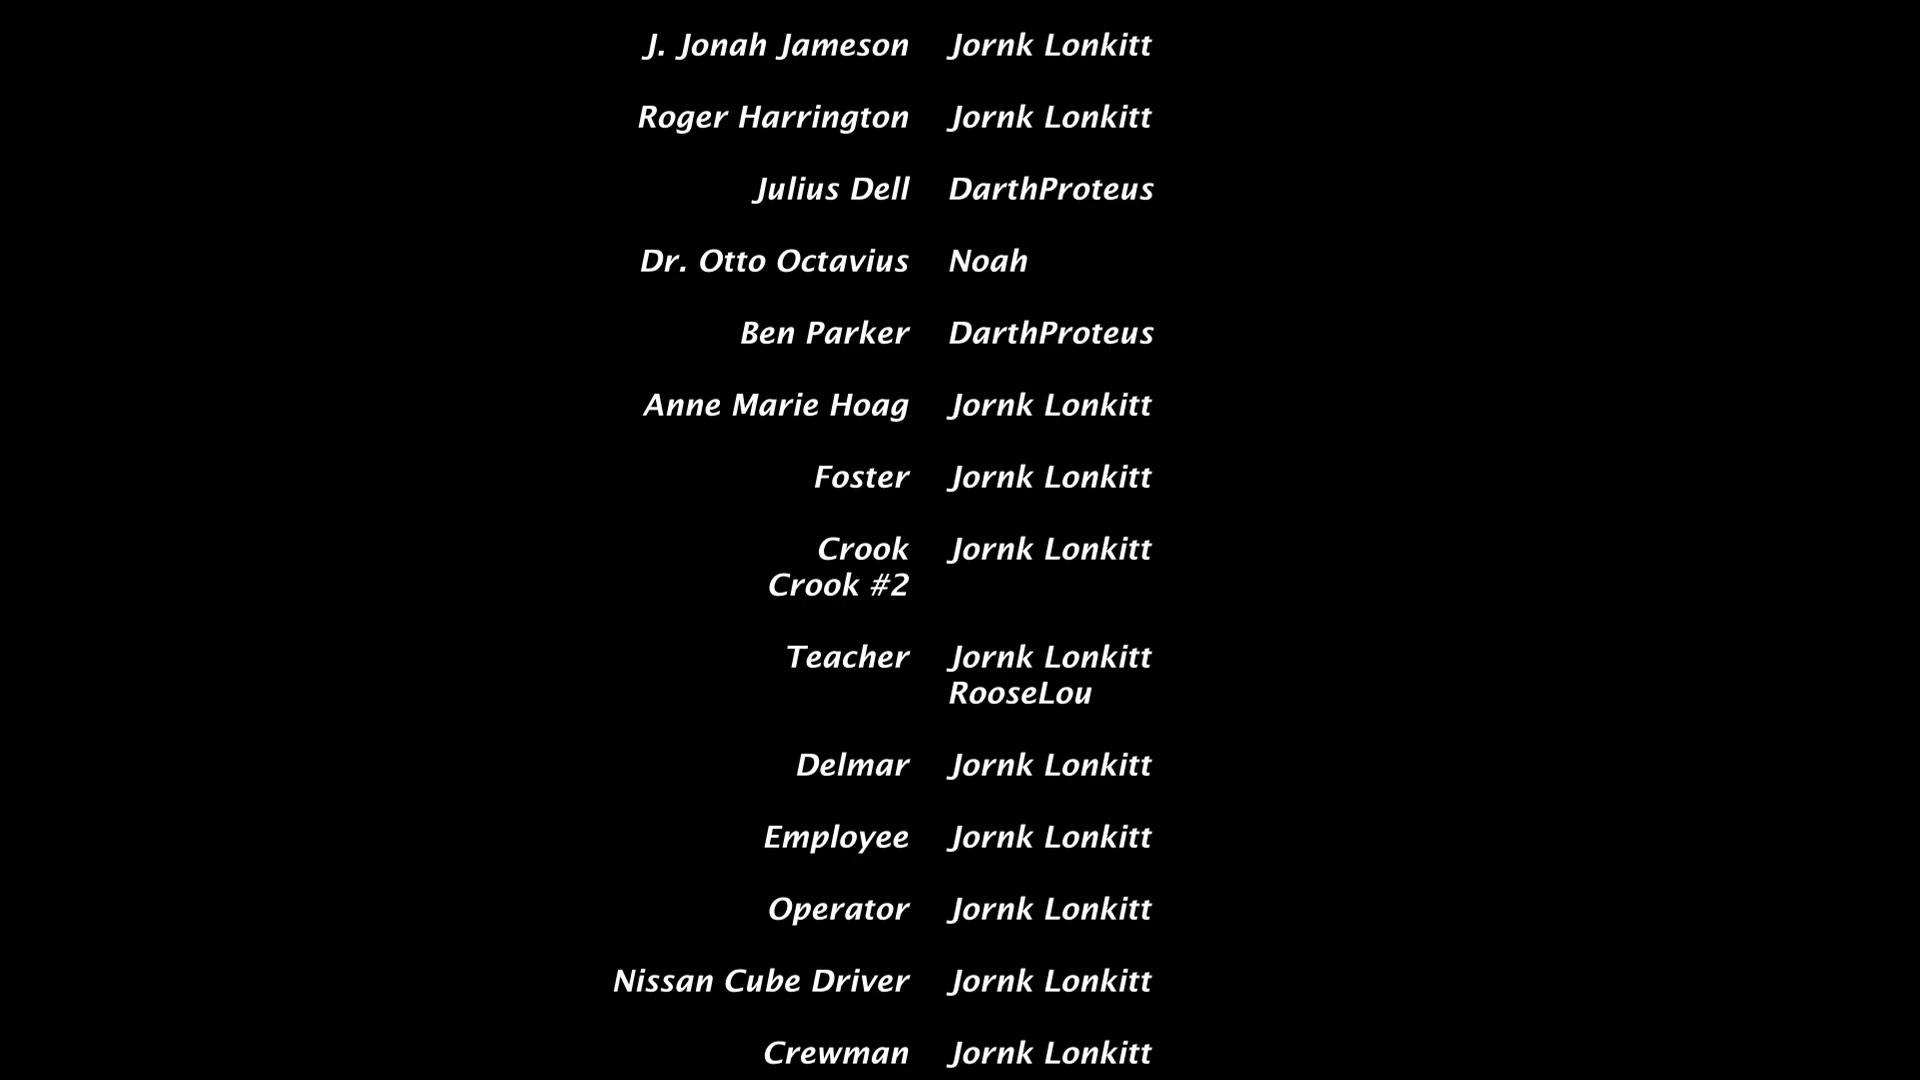 J. Jonah Jameson Jornk Lonkitt
Roger Harrington Jornk Lonkitt
Julius Dell DarthProteus
Dr. Otto Octavius Noah
Ben Parker DarthProteus
Anne Marie Hoag Jornk Lonkitt
Foster Jornk Lonkitt
Crook Jornk Lonkitt
Crook #2
Teacher Jornk Lonkitt
RooseLou
Delmar Jornk Lonkitt
Employee Jornk Lonkitt
Operator Jornk Lonkitt
Nissan Cube Driver Jornk Lonkitt
Crewman Jornk Lonkitt